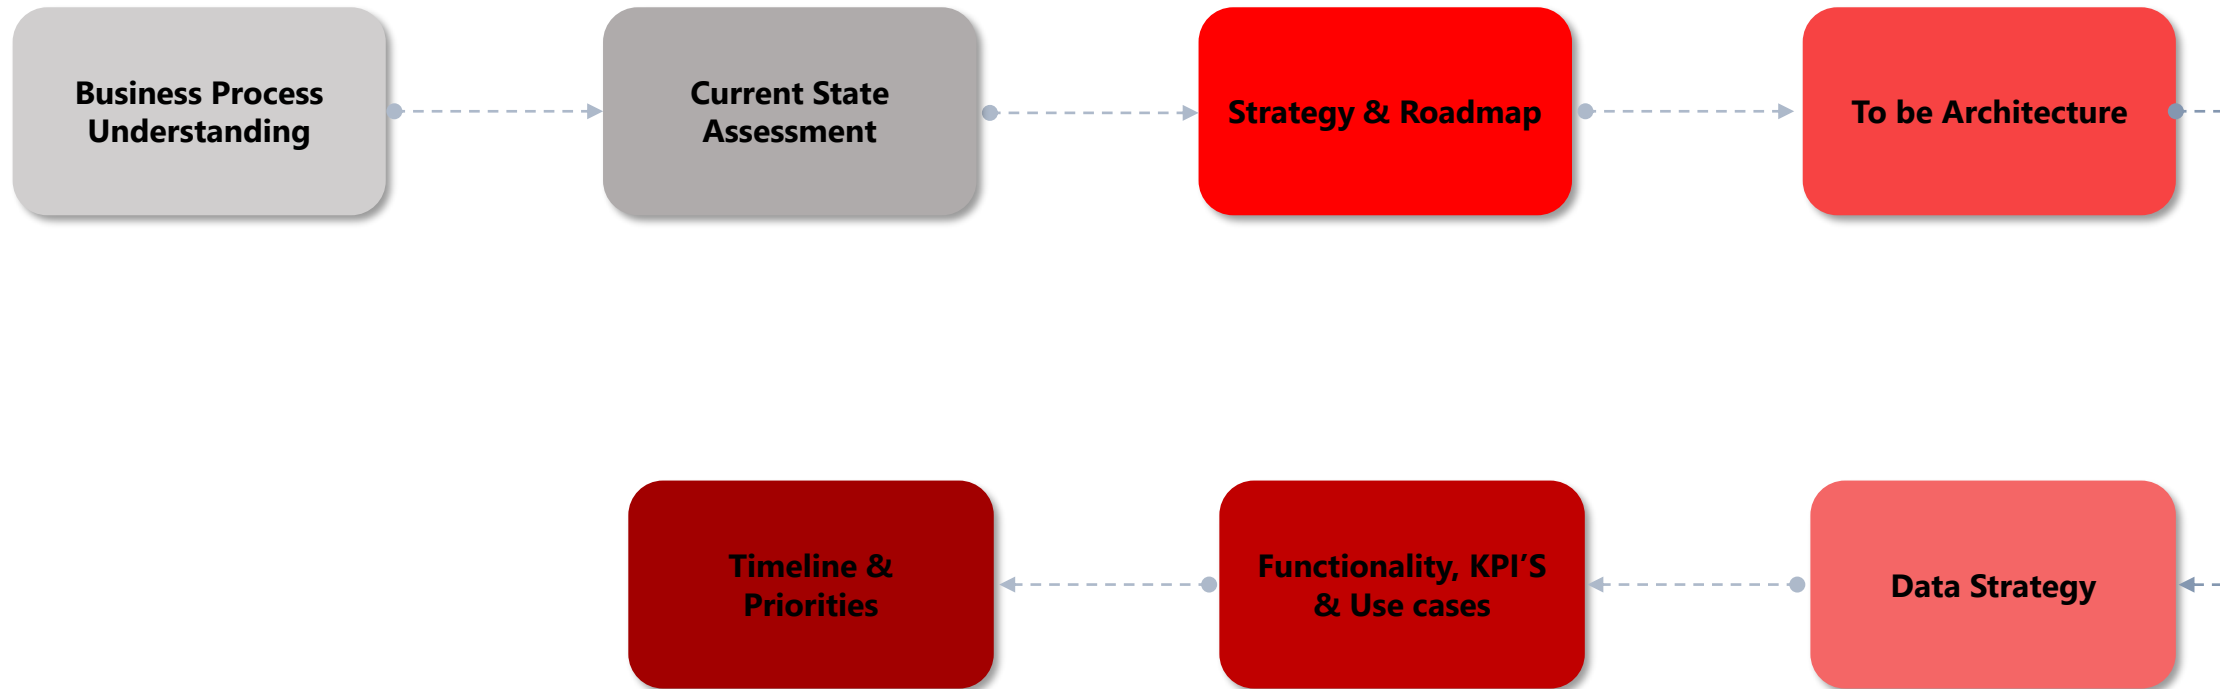 Business Process
Understanding
Current State
Assessment
Strategy & Roadmap
To be Architecture
Timeline &
Priorities
Functionality, KPI’S
& Use cases
Data Strategy